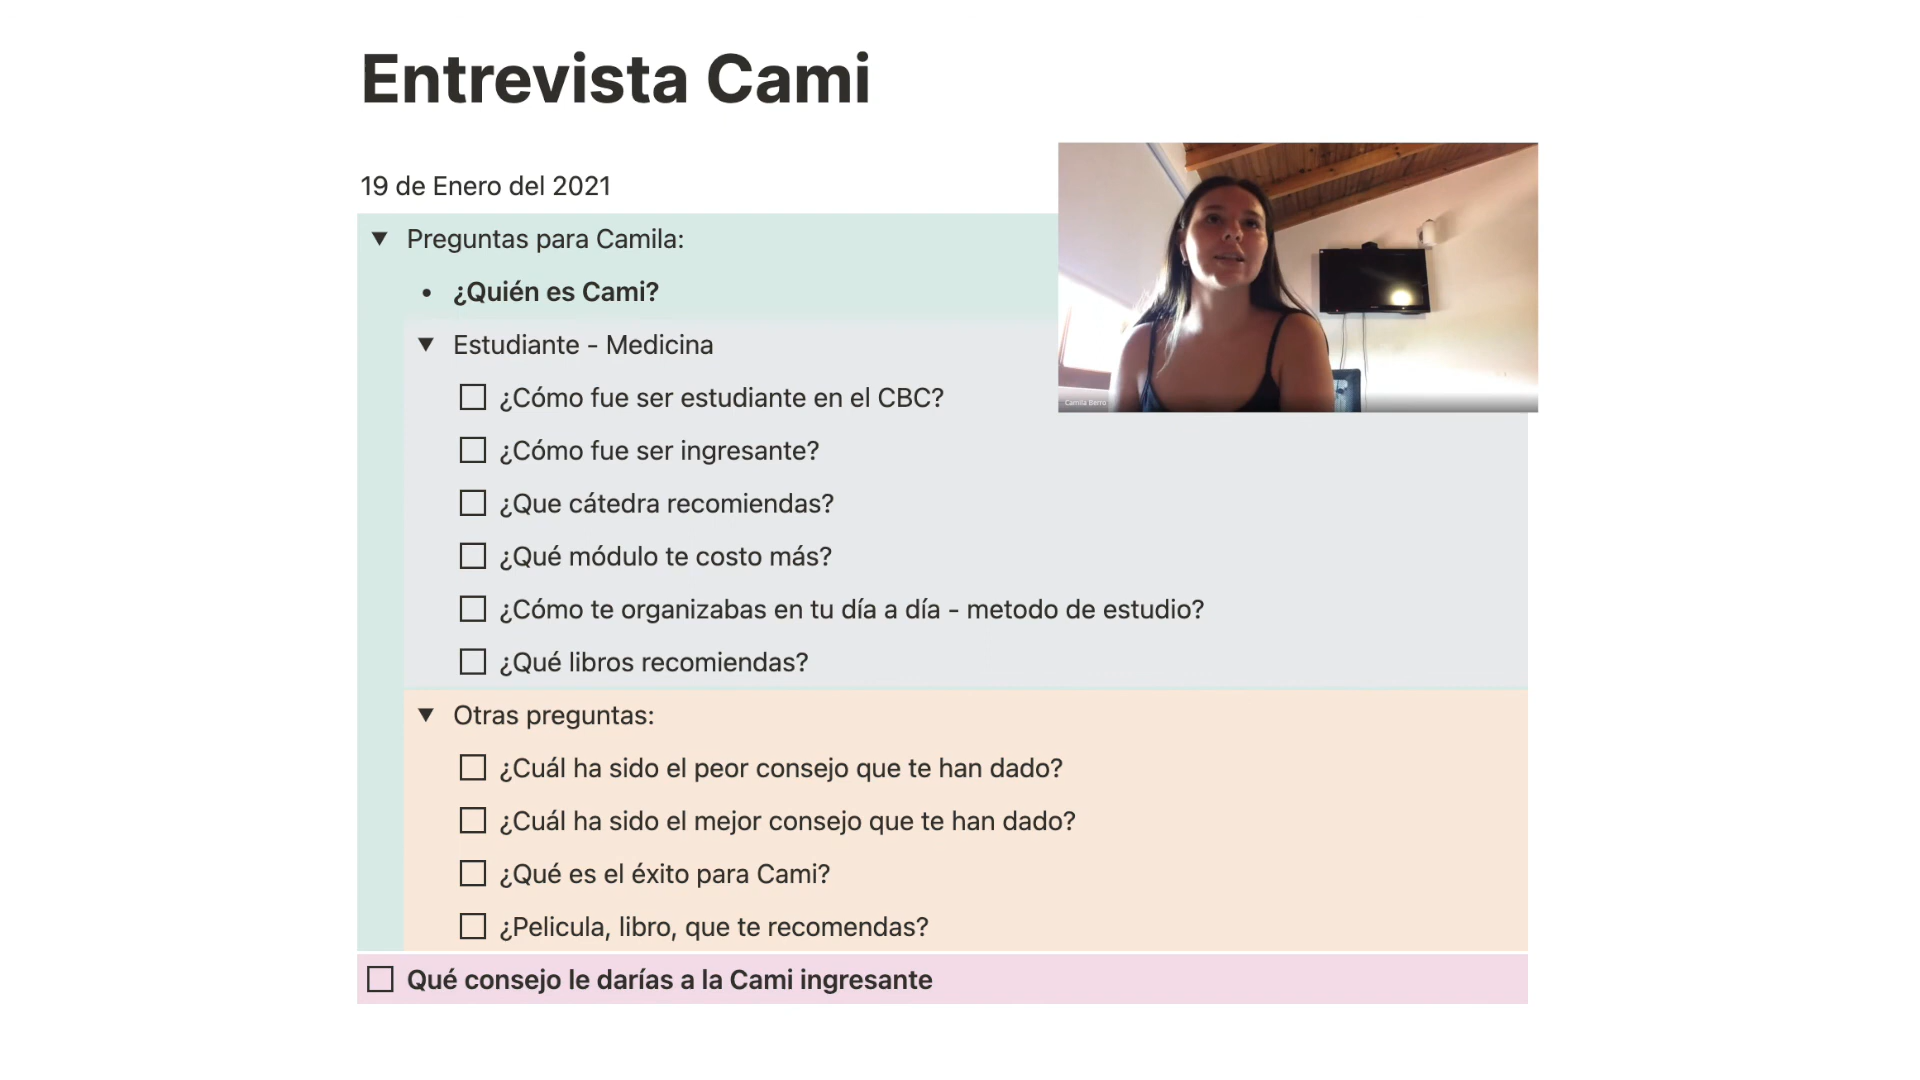 Entrevista Cami
19 de Enero del 2021
Preguntas para Camila:
¿Quién es Cami?
Estudiante - Medicina
¿Cómo fue ser estudiante en el CBC?
¿Cómo fue ser ingresante?
¿Que cátedra recomiendas?
¿Qué módulo te costo más?
¿Cómo te organizabas en tu día a día - metodo de estudio?
¿Qué libros recomiendas?
Otras preguntas:
¿Cuál ha sido el peor consejo que te han dado?
¿Cuál ha sido el mejor consejo que te han dado?
¿Qué es el éxito para Cami?
¿Pelicula, libro, que te recomendas?
Qué consejo le darías a la Cami ingresante
Camila Berro